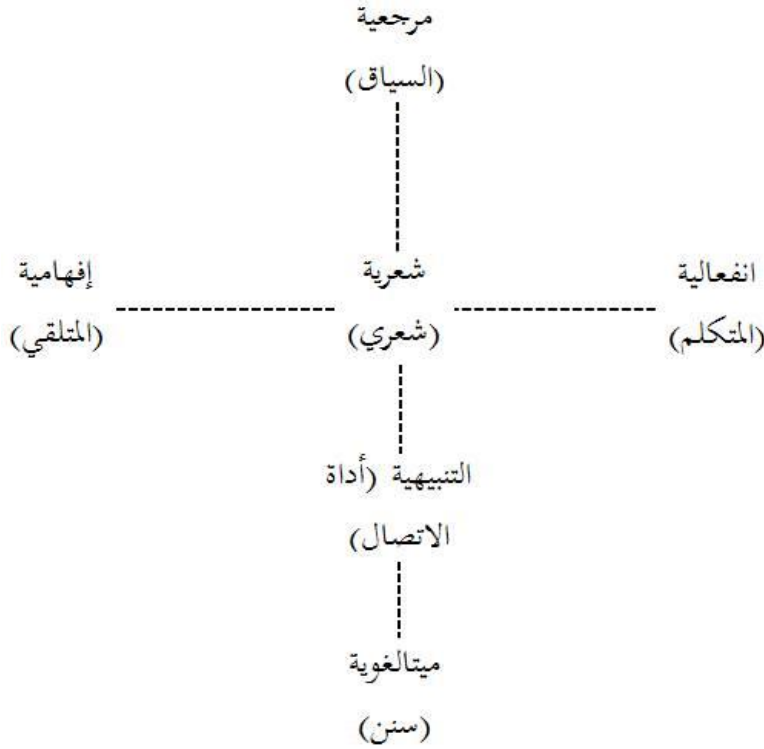 مرجعية
(السياق)
انفعالية
شعرية
إفهامية
(المتكلم)
(شعري)
(المتلقي)
التنبيهية (أداة
الاتصال)
ميتالغوية
(سنن)